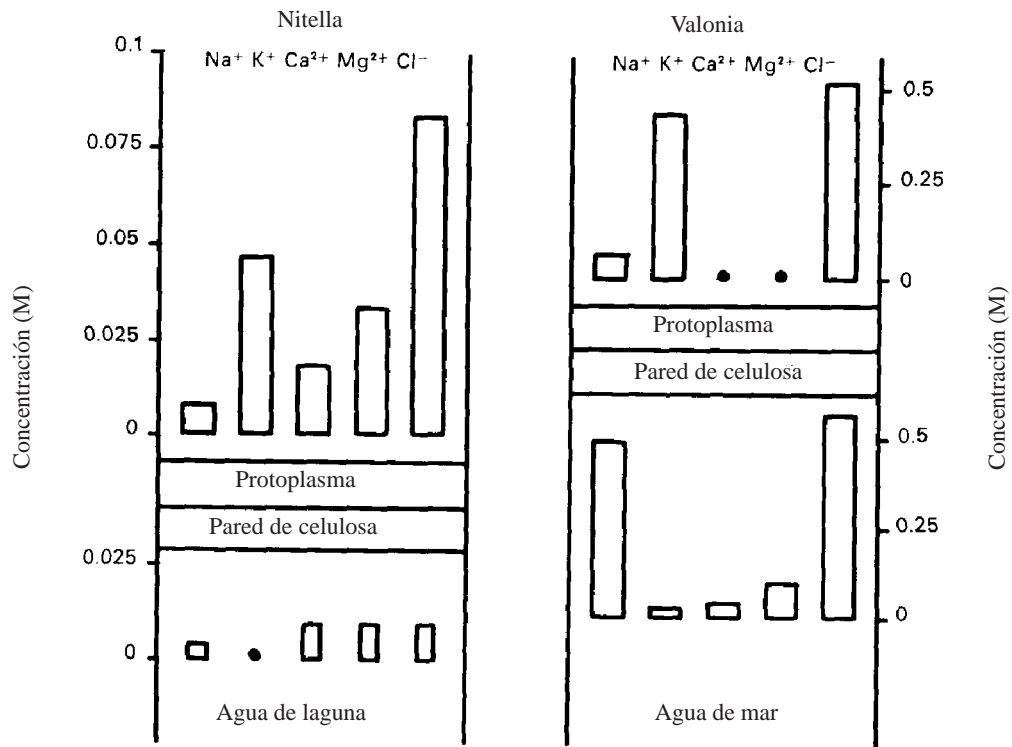 Nitella
Na⁺ K⁺ Ca²⁺ Mg²⁺ Cl⁻
0.1
0.075
0.05
0.025
0
Concentración (M)
Protoplasma
Pared de celulosa
0.025
0
Agua de laguna
Valonia
Na⁺ K⁺ Ca²⁺ Mg²⁺ Cl⁻
0.5
0.25
0
Protoplasma
Pared de celulosa
Concentración (M)
0.5
0.25
0
Agua de mar